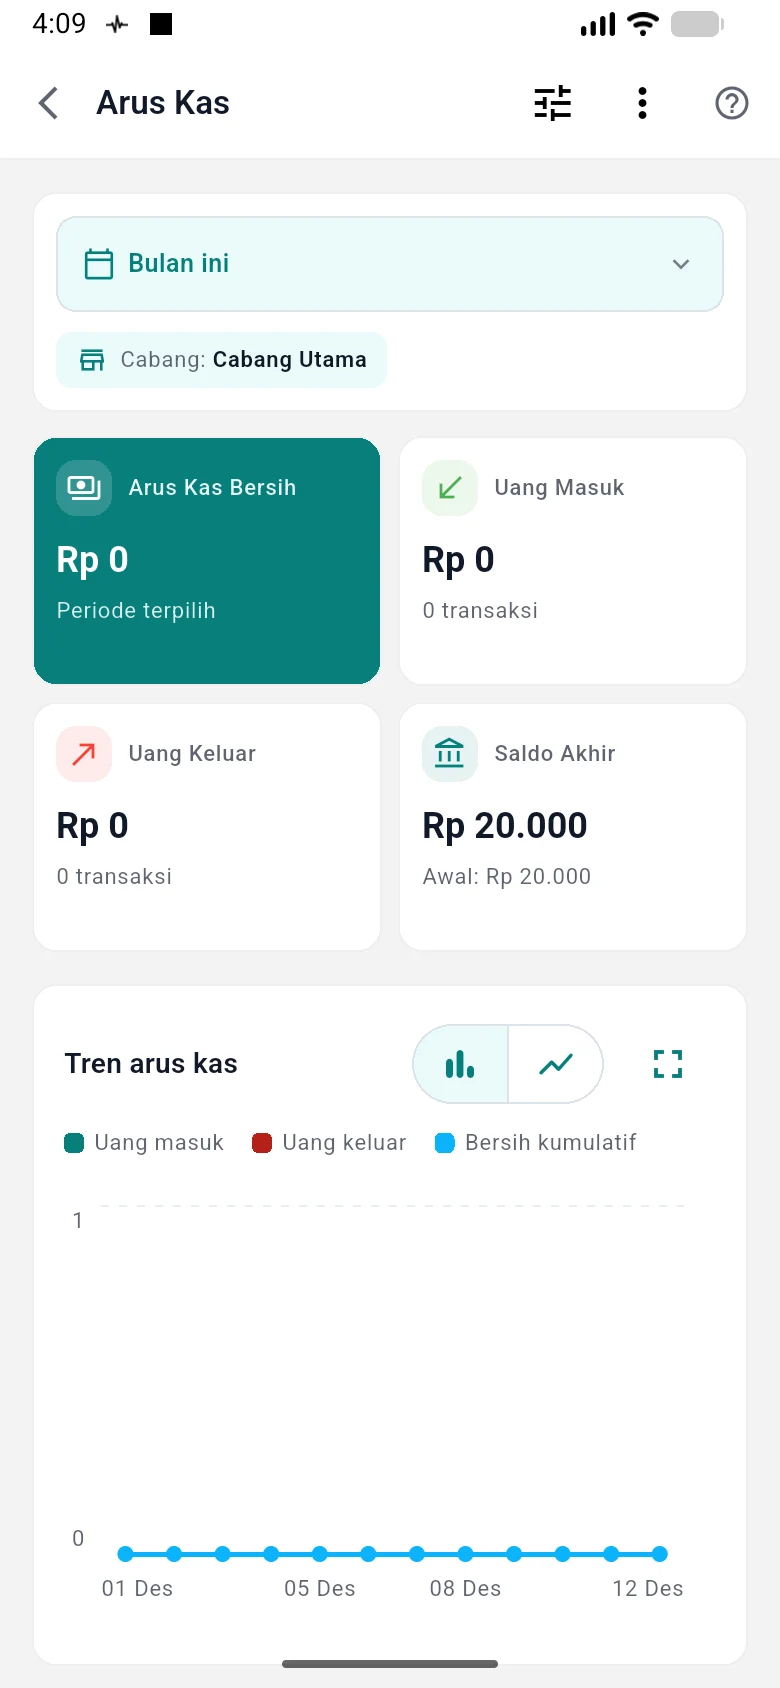 4:09
Arus Kas
Bulan ini
Cabang: Cabang Utama
Arus Kas Bersih
Rp 0
Periode terpilih
Uang Masuk
Rp 0
0 transaksi
Uang Keluar
Rp 0
0 transaksi
Saldo Akhir
Rp 20.000
Awal: Rp 20.000
Tren arus kas
Uang masuk
Uang keluar
Bersih kumulatif
1
0
01 Des
05 Des
08 Des
12 Des